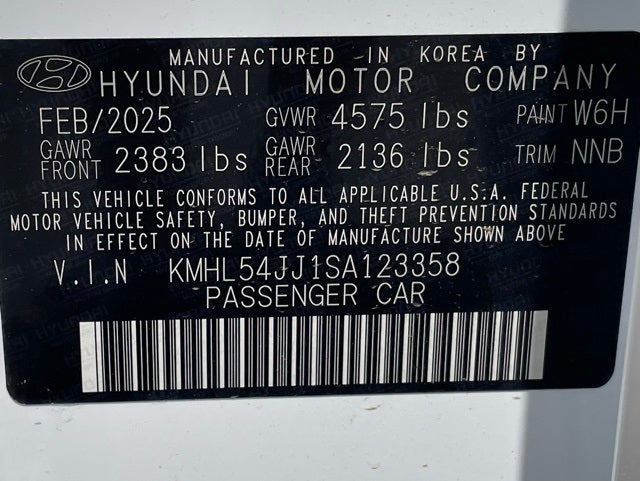 MANUFACTURED IN KOREA BY
HYUNDAI MOTOR COMPANY
FEB/2025 GVWR 4575 lbs PAINT W6H
GAWR FRONT 2383 lbs GAWR REAR 2136 lbs TRIM NNB
THIS VEHICLE CONFORMS TO ALL APPLICABLE U.S.A. FEDERAL
MOTOR VEHICLE SAFETY, BUMPER, AND THEFT PREVENTION STANDARDS
IN EFFECT ON THE DATE OF MANUFACTURE SHOWN ABOVE
V.I.N KMHL54JJ1SA123358
PASSENGER CAR